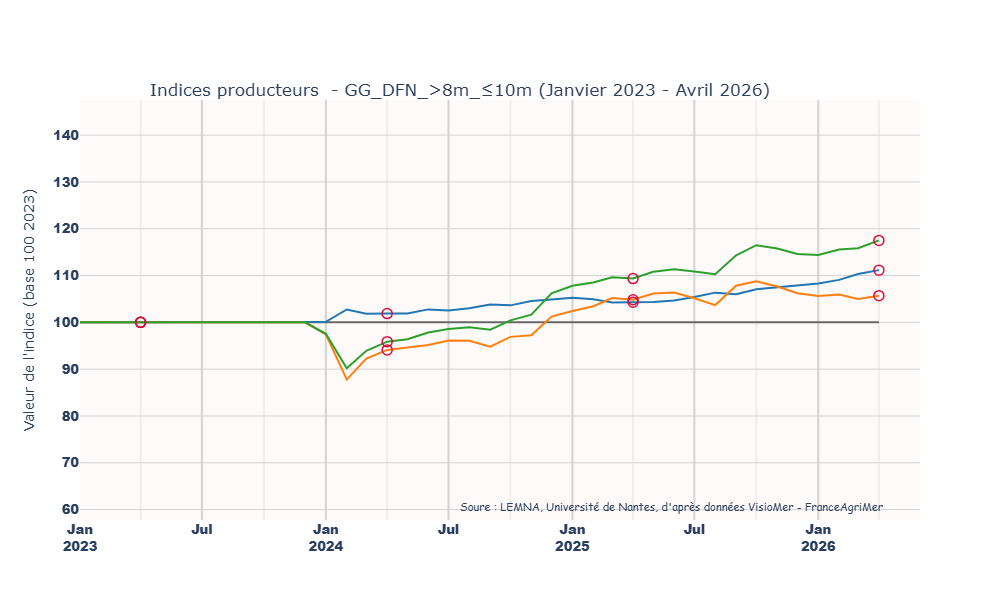 Indices producteurs - GG_DFN_>8m_≤10m (Janvier 2023 - Avril 2026)
Valeur de l'Indice (base 100 2023)
140
130
120
110
100
90
80
70
60
Soure : LEMNA, Université de Nantes, d'après données VisioMer - FranceAgriMer
Jan Jul Jan Jul Jan Jul Jan
2023 2024 2025 2026